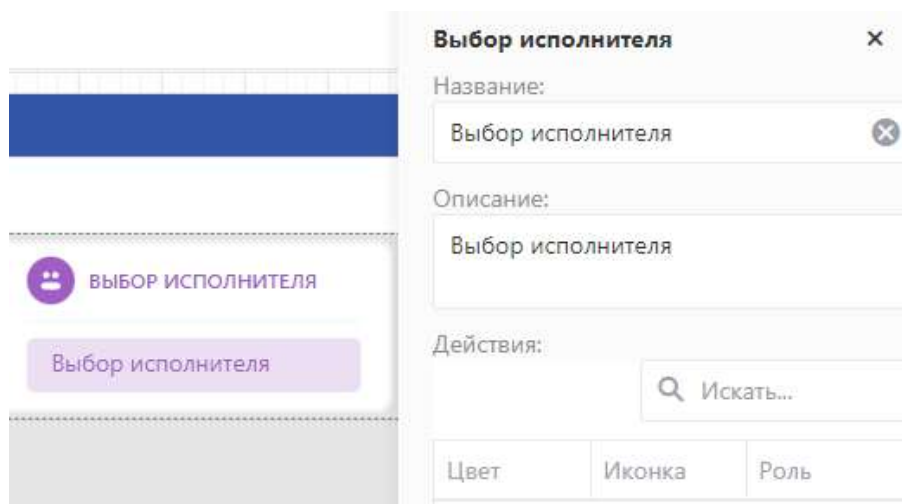 Выбор исполнителя
Название:
Выбор исполнителя
Описание:
Выбор исполнителя
Действия:
Искать...
Цвет Иконка Роль
ВЫБОР ИСПОЛНИТЕЛЯ
Выбор исполнителя